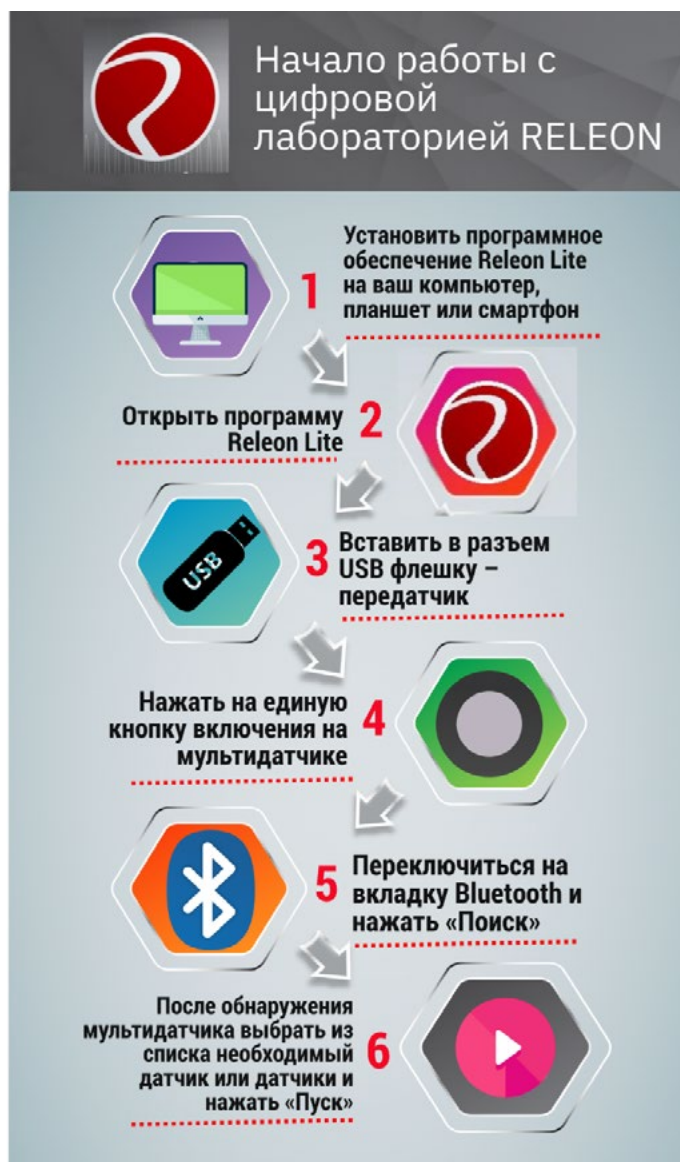 Начало работы с
цифровой
лабораторией RELEON
1
Установить программное
обеспечение Releon Lite
на ваш компьютер,
планшет или смартфон
Открыть программу
Releon Lite
2
USB
3
Вставить в разъем
USB флешку –
передатчик
Нажать на единую
кнопку включения на
мультидатчике
4
5
Переключиться на
вкладку Bluetooth и
нажать «Поиск»
После обнаружения
мультидатчика выбрать из
списка необходимый
датчик или датчики и
нажать «Пуск»
6